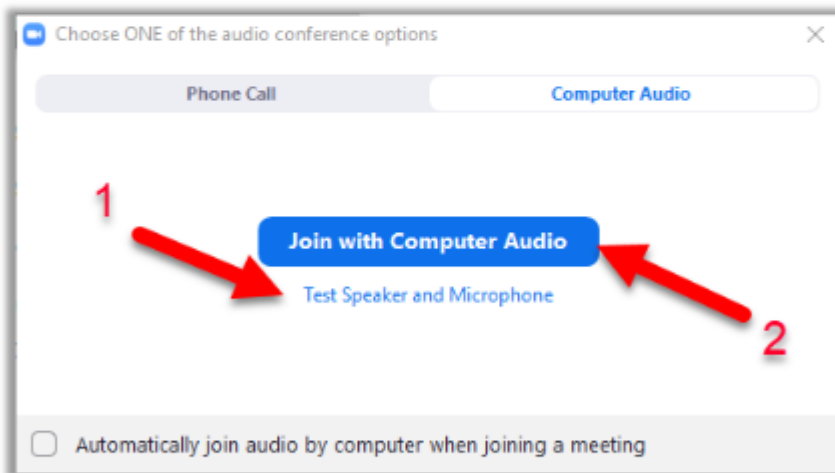 Choose ONE of the audio conference options
Phone Call
Computer Audio
1
Join with Computer Audio
Test Speaker and Microphone
2
Automatically join audio by computer when joining a meeting